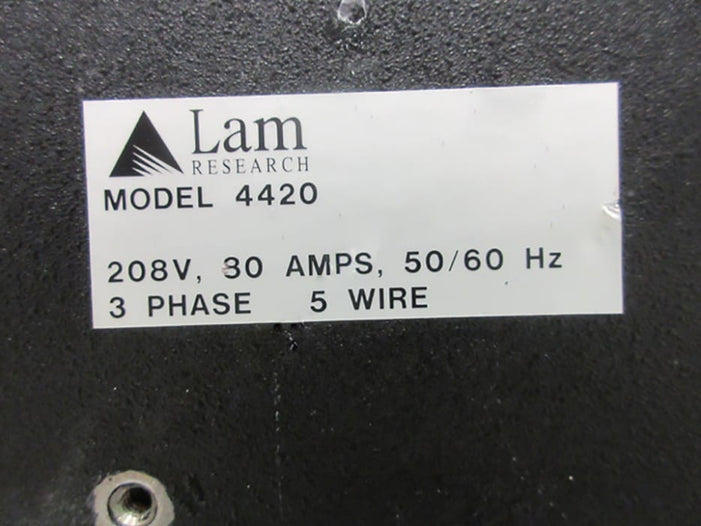 Lam
RESEARCH
MODEL 4420
208V, 30 AMPS, 50/60 Hz
3 PHASE 5 WIRE